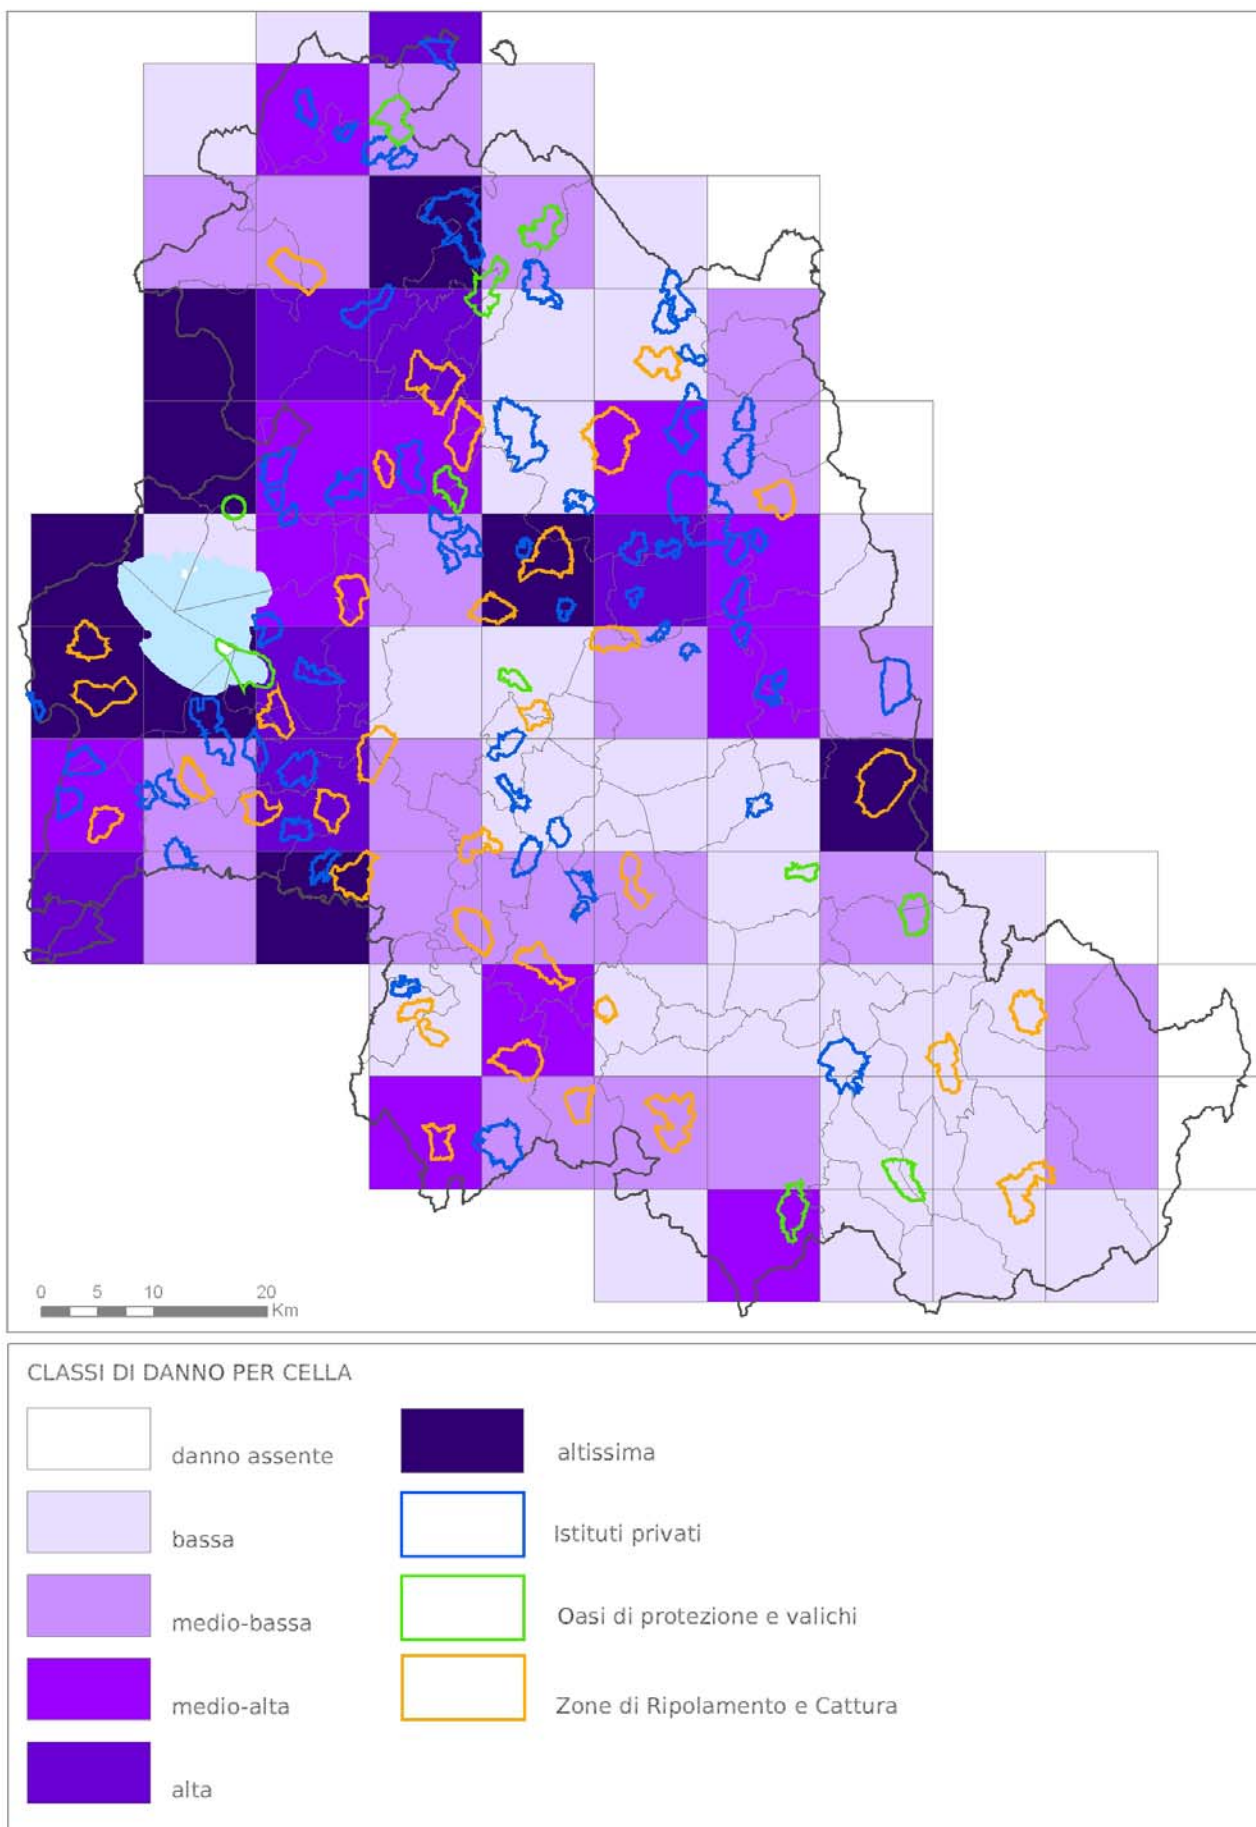 0 5 10 20
Km
CLASSI DI DANNO PER CELLA
danno assente
bassa
medio-bassa
medio-alta
alta
altissima
Istituti privati
Oasi di protezione e valichi
Zone di Ripolamento e Cattura